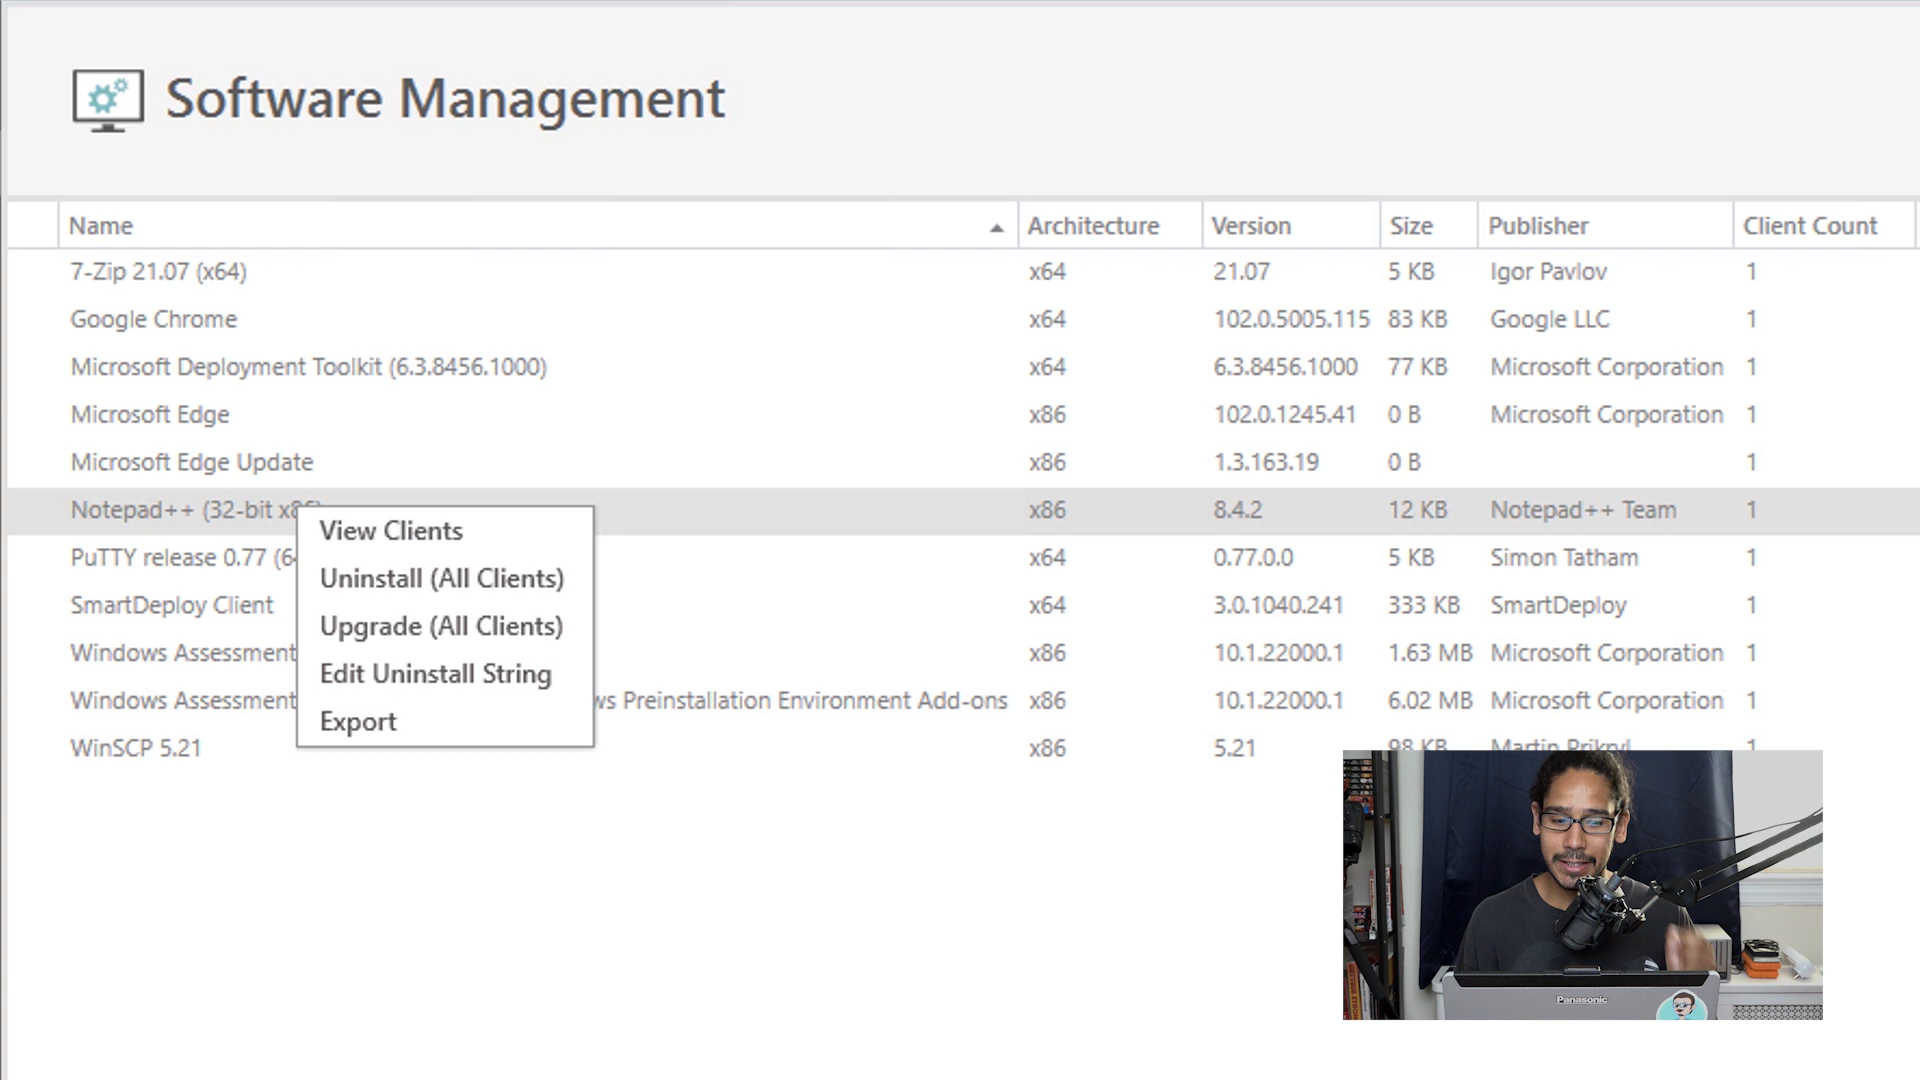 Software Management
Name Architecture Version Size Publisher Client Count
7-Zip 21.07 (x64) x64 21.07 5 KB Igor Pavlov 1
Google Chrome x64 102.0.5005.115 83 KB Google LLC 1
Microsoft Deployment Toolkit (6.3.8456.1000) x64 6.3.8456.1000 77 KB Microsoft Corporation 1
Microsoft Edge x86 102.0.1245.41 0 B Microsoft Corporation 1
Microsoft Edge Update x86 1.3.163.19 0 B 1
Notepad++ (32-bit x86) x86 8.4.2 12 KB Notepad++ Team 1
View Clients
PuTTY release 0.77 (64 x64 0.77.0.0 5 KB Simon Tatham 1
Uninstall (All Clients)
SmartDeploy Client x64 3.0.1040.241 333 KB SmartDeploy 1
Upgrade (All Clients)
Windows Assessment x86 10.1.22000.1 1.63 MB Microsoft Corporation 1
Edit Uninstall String
Windows Assessment ws Preinstallation Environment Add-ons x86 10.1.22000.1 6.02 MB Microsoft Corporation 1
Export
WinSCP 5.21 x86 5.21 98 KB Martin Prikryl 1
Panasonic